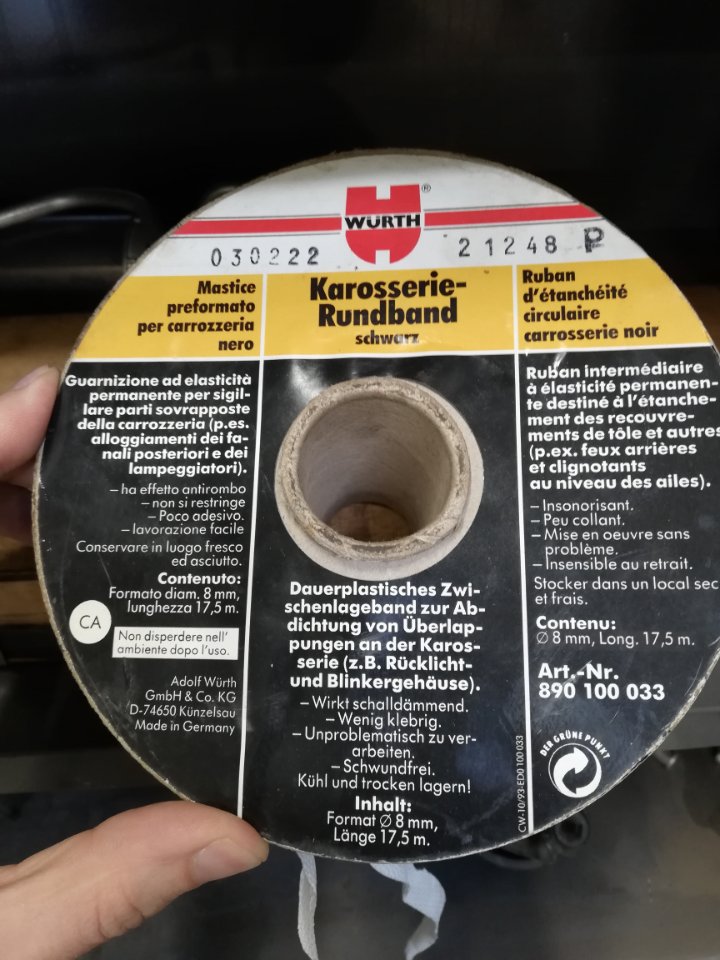 WÜRTH®
030222
21248 P
Mastice
preformato
per carrozzeria
nero
Karosserie-
Rundband
schwarz
Ruban
d'étanchéité
circulaire
carrosserie noir
Guarnizione ad elasticità
permanente per sigil-
lare parti sovrapposte
della carrozzeria (p.es.
alloggiamenti dei fa-
nali posteriori e dei
lampeggiatori).
– ha effetto antirombo
– non si restringe
– Poco adesivo.
– lavorazione facile
Conservare in luogo fresco
ed asciutto.
Contenuto:
Formato diam. 8 mm,
lunghezza 17,5 m.
CA
Non disperdere nell'
ambiente dopo l'uso.
Adolf Würth
GmbH & Co. KG
D-74650 Künzelsau
Made in Germany
Dauerplastisches Zwi-
schenlageband zur Ab-
dichtung von Überlap-
pungen an der Karos-
serie (z.B. Rücklicht-
und Blinkergehäuse).
– Wirkt schalldämmend.
– Wenig klebrig.
– Unproblematisch zu ver-
arbeiten.
– Schwundfrei.
Kühl und trocken lagern!
Inhalt:
Format Ø 8 mm,
Länge 17,5 m.
Ruban intermédiaire
à élasticité permanen-
te destiné à l'étanche-
ment des recouvre-
ments de tôle et autres
(p.ex. feux arrières
et clignotants
au niveau des ailes).
– Insonorisant.
– Peu collant.
– Mise en oeuvre sans
problème.
– Insensible au retrait.
Stocker dans un local sec
et frais.
Contenu:
Ø 8 mm, Long. 17,5 m.
Art.-Nr.
890 100 033
DER GRÜNE PUNKT
CW-10/93-ED0 100 033